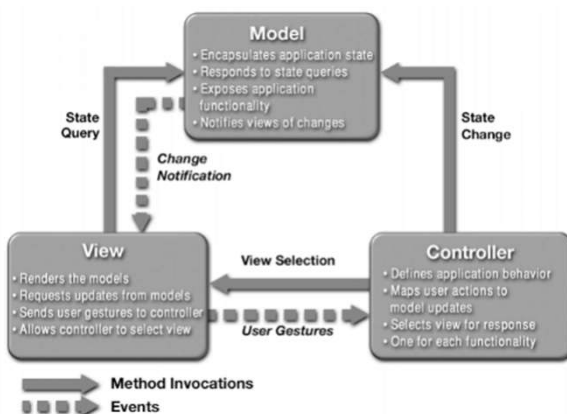 Model
• Encapsulates application state
• Responds to state queries
• Exposes application
functionality
• Notifies views of changes
State
Query
Change
Notification
State
Change
View
• Renders the models
• Requests updates from models
• Sends user gestures to controller
• Allows controller to select view
View Selection
User Gestures
Controller
• Defines application behavior
• Maps user actions to
model updates
• Selects view for response
• One for each functionality
Method Invocations
Events